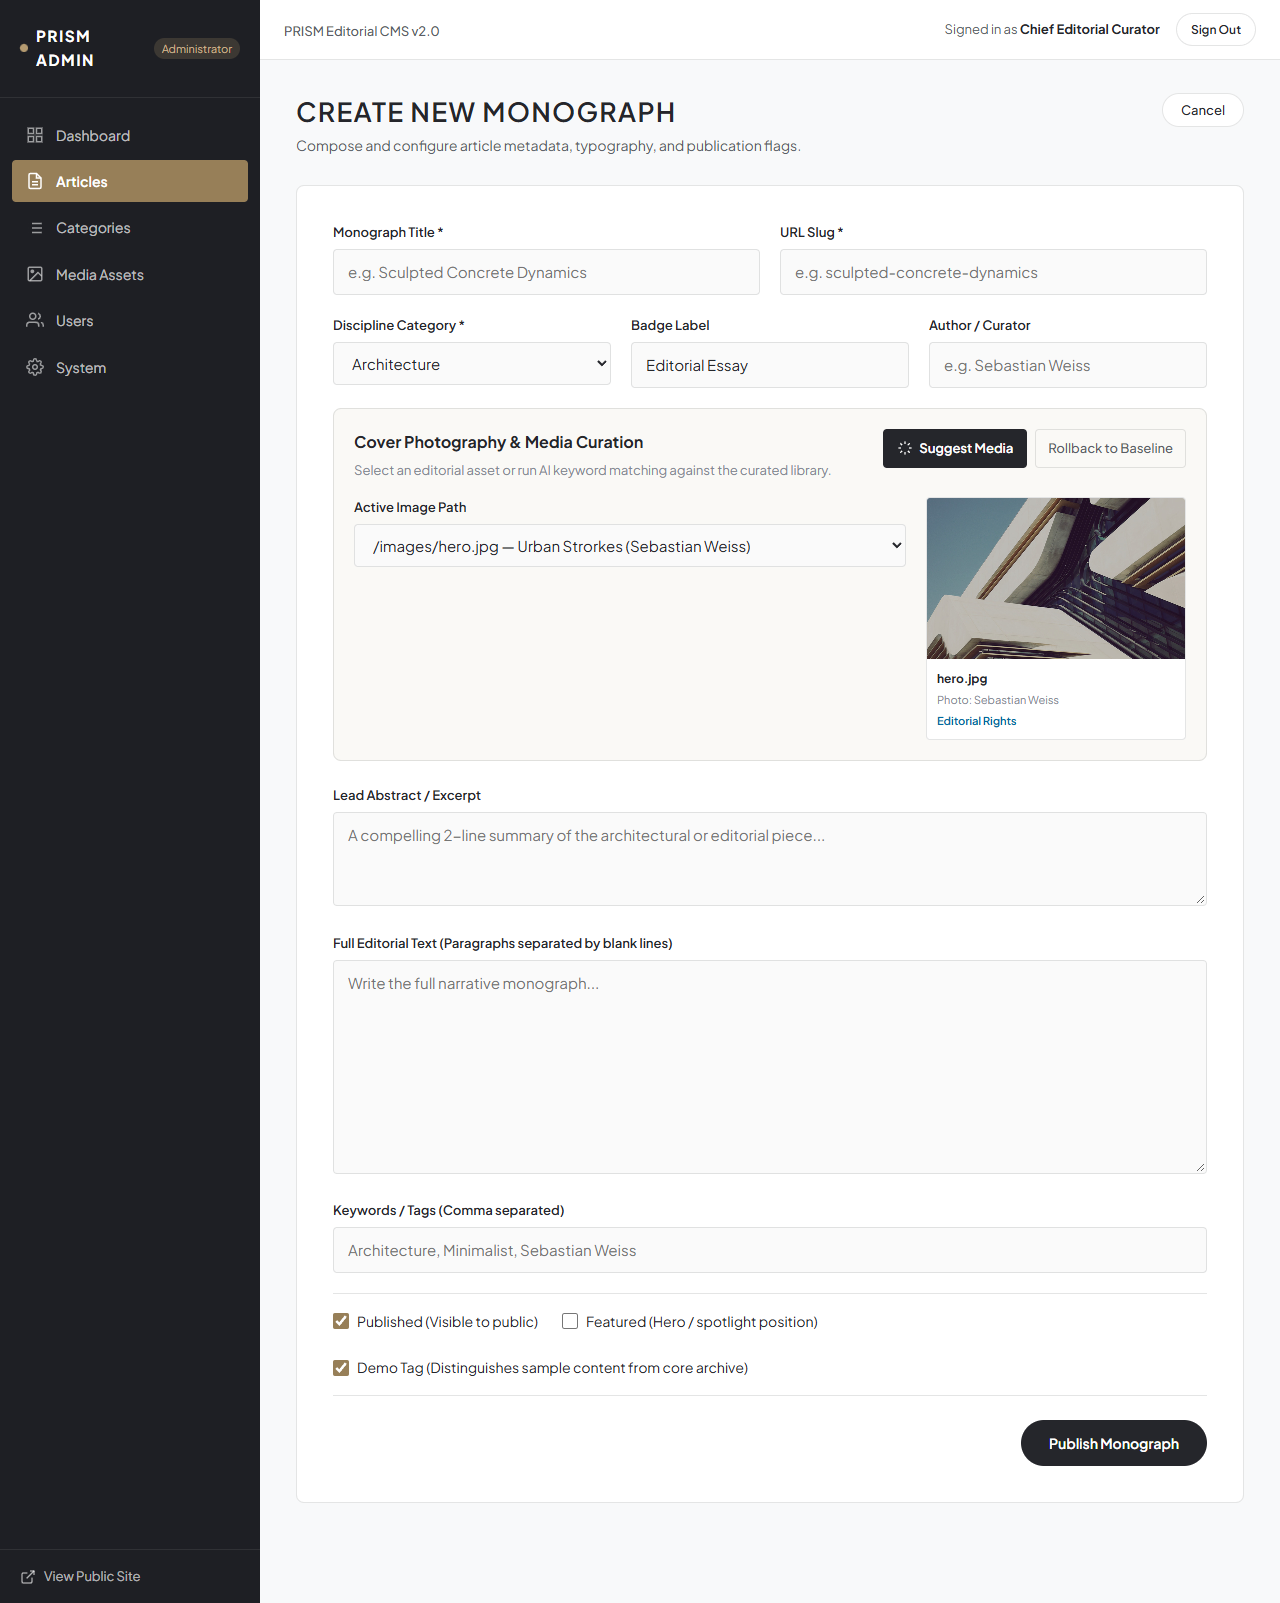 PRISM
ADMIN
Administrator
PRISM Editorial CMS v2.0
Signed in as Chief Editorial Curator
Sign Out
Dashboard
Articles
Categories
Media Assets
Users
System
CREATE NEW MONOGRAPH
Cancel
Compose and configure article metadata, typography, and publication flags.
Monograph Title *
URL Slug *
e.g. Sculpted Concrete Dynamics
e.g. sculpted-concrete-dynamics
Discipline Category *
Badge Label
Author / Curator
Architecture
Editorial Essay
e.g. Sebastian Weiss
Cover Photography & Media Curation
Select an editorial asset or run AI keyword matching against the curated library.
Suggest Media
Rollback to Baseline
Active Image Path
/images/hero.jpg — Urban Strorkes (Sebastian Weiss)
hero.jpg
Photo: Sebastian Weiss
Editorial Rights
Lead Abstract / Excerpt
A compelling 2-line summary of the architectural or editorial piece...
Full Editorial Text (Paragraphs separated by blank lines)
Write the full narrative monograph...
Keywords / Tags (Comma separated)
Architecture, Minimalist, Sebastian Weiss
Published (Visible to public)
Featured (Hero / spotlight position)
Demo Tag (Distinguishes sample content from core archive)
Publish Monograph
View Public Site